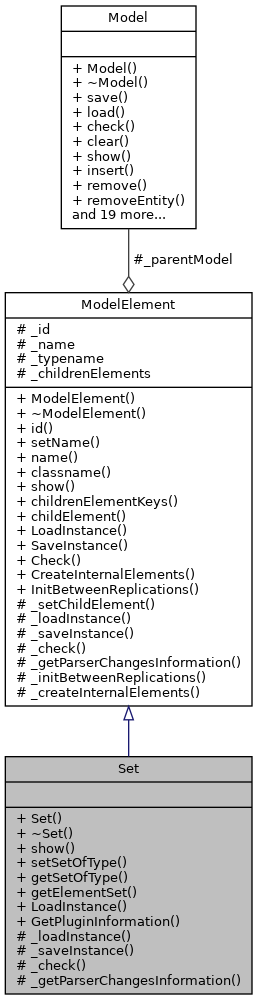 Model
+ Model()
+ ~Model()
+ save()
+ load()
+ check()
+ clear()
+ show()
+ insert()
+ remove()
+ removeEntity()
and 19 more...
#_parentModel
ModelElement
# _id
# _name
# _typename
# _childrenElements
+ ModelElement()
+ ~ModelElement()
+ id()
+ setName()
+ name()
+ classname()
+ show()
+ childrenElementKeys()
+ childElement()
+ LoadInstance()
+ SaveInstance()
+ Check()
+ CreateInternalElements()
+ InitBetweenReplications()
# _setChildElement()
# _loadInstance()
# _saveInstance()
# _check()
# _getParserChangesInformation()
# _initBetweenReplications()
# _createInternalElements()
Set
+ Set()
+ ~Set()
+ show()
+ setSetOfType()
+ getSetOfType()
+ getElementSet()
+ LoadInstance()
+ GetPluginInformation()
# _loadInstance()
# _saveInstance()
# _check()
# _getParserChangesInformation()